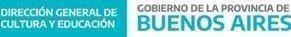 DIRECCIÓN GENERAL DE
CULTURA Y EDUCACIÓN
GOBIERNO DE LA PROVINCIA DE
BUENOS AIRES